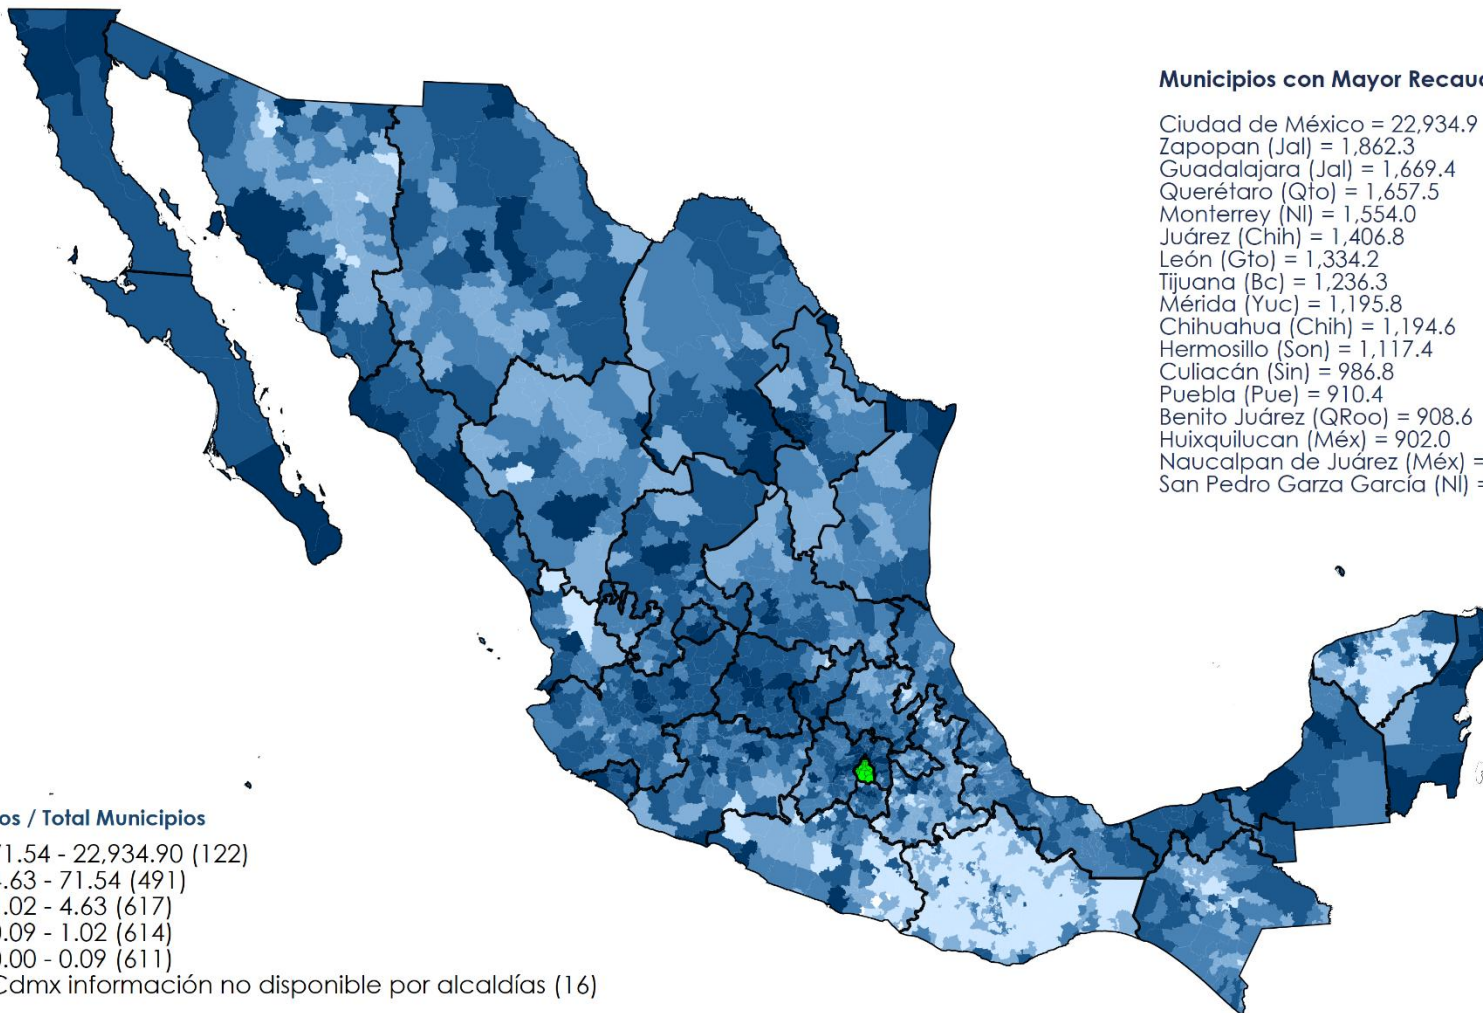 Municipios con Mayor Recauc
Ciudad de México = 22,934.9
Zapopan (Jal) = 1,862.3
Guadalajara (Jal) = 1,669.4
Querétaro (Qto) = 1,657.5
Monterrey (Nl) = 1,554.0
Juárez (Chih) = 1,406.8
León (Gto) = 1,334.2
Tijuana (Bc) = 1,236.3
Mérida (Yuc) = 1,195.8
Chihuahua (Chih) = 1,194.6
Hermosillo (Son) = 1,117.4
Culiacán (Sin) = 986.8
Puebla (Pue) = 910.4
Benito Juárez (QRoo) = 908.6
Huixquilucan (Méx) = 902.0
Naucalpan de Juárez (Méx) =
San Pedro Garza García (Nl) =
os / Total Municipios
71.54 - 22,934.90 (122)
4.63 - 71.54 (491)
1.02 - 4.63 (617)
0.09 - 1.02 (614)
0.00 - 0.09 (611)
Cdmx información no disponible por alcaldías (16)